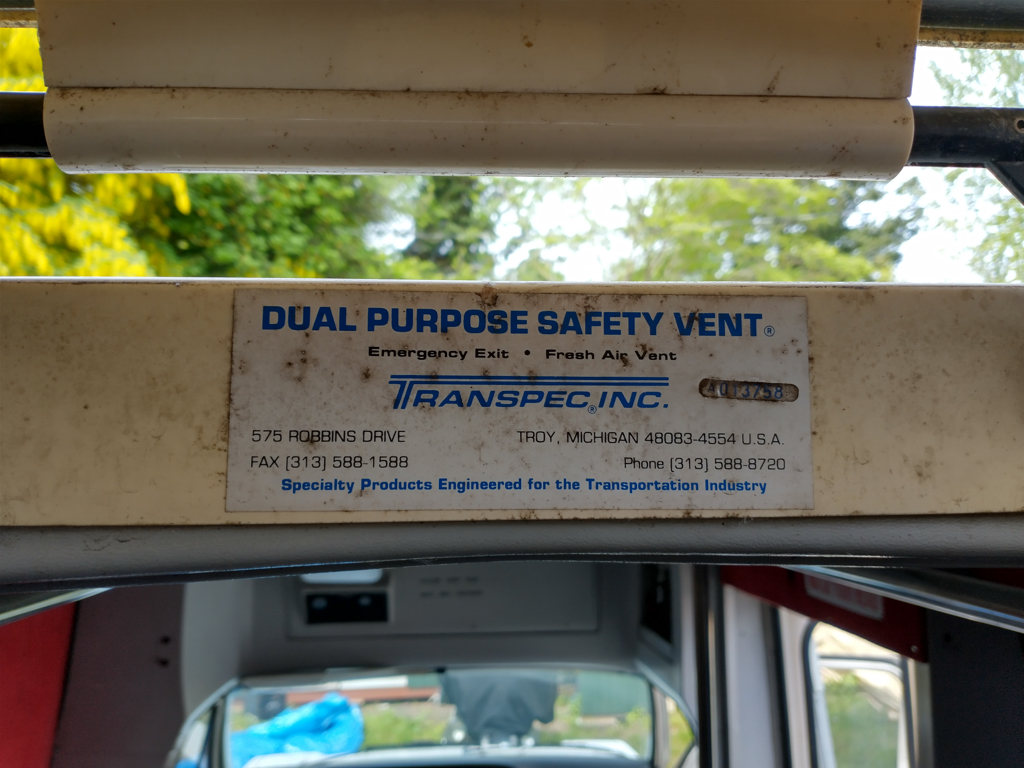 DUAL PURPOSE SAFETY VENT®
Emergency Exit • Fresh Air Vent
TRANSPEC® INC.
4013758
575 ROBBINS DRIVE
TROY, MICHIGAN 48083-4554 U.S.A.
FAX (313) 588-1588
Phone (313) 588-8720
Specialty Products Engineered for the Transportation Industry